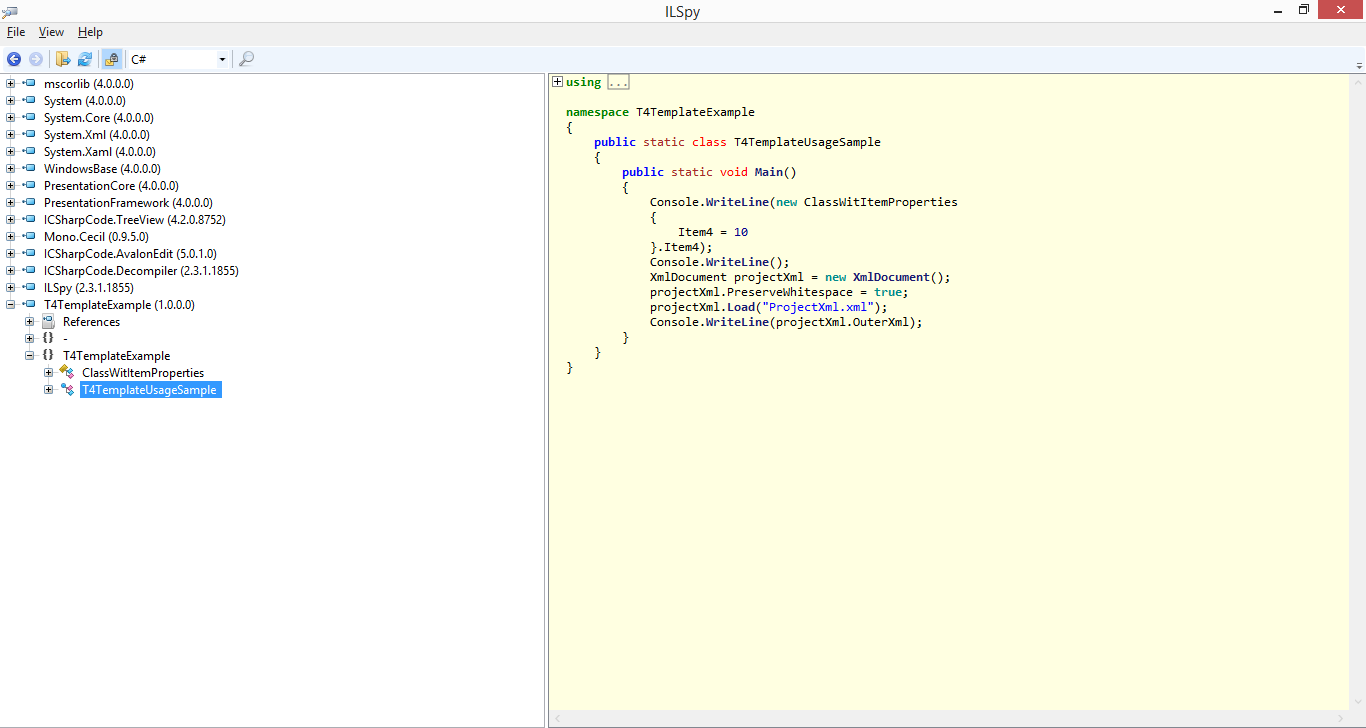 ILSpy
File View Help
C#
mscorlib (4.0.0.0)
System (4.0.0.0)
System.Core (4.0.0.0)
System.Xml (4.0.0.0)
System.Xaml (4.0.0.0)
WindowsBase (4.0.0.0)
PresentationCore (4.0.0.0)
PresentationFramework (4.0.0.0)
ICSharpCode.TreeView (4.2.0.8752)
Mono.Cecil (0.9.5.0)
ICSharpCode.AvalonEdit (5.0.1.0)
ICSharpCode.Decompiler (2.3.1.1855)
ILSpy (2.3.1.1855)
T4TemplateExample (1.0.0.0)
References
{} -
{} T4TemplateExample
ClassWitItemProperties
T4TemplateUsageSample
using ...
namespace T4TemplateExample
{
    public static class T4TemplateUsageSample
    {
        public static void Main()
        {
            Console.WriteLine(new ClassWitItemProperties
            {
                Item4 = 10
            }.Item4);
            Console.WriteLine();
            XmlDocument projectXml = new XmlDocument();
            projectXml.PreserveWhitespace = true;
            projectXml.Load("ProjectXml.xml");
            Console.WriteLine(projectXml.OuterXml);
        }
    }
}